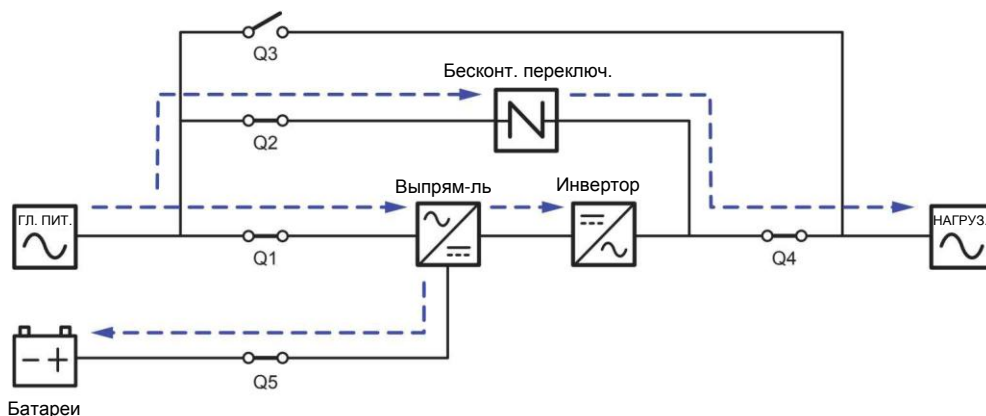 Q3
Бесконт. переключ.
Q2
Выпрям-ль
Инвертор
ГЛ. ПИТ.
НАГРУЗ.
Q1
Q4
Q5
Батареи